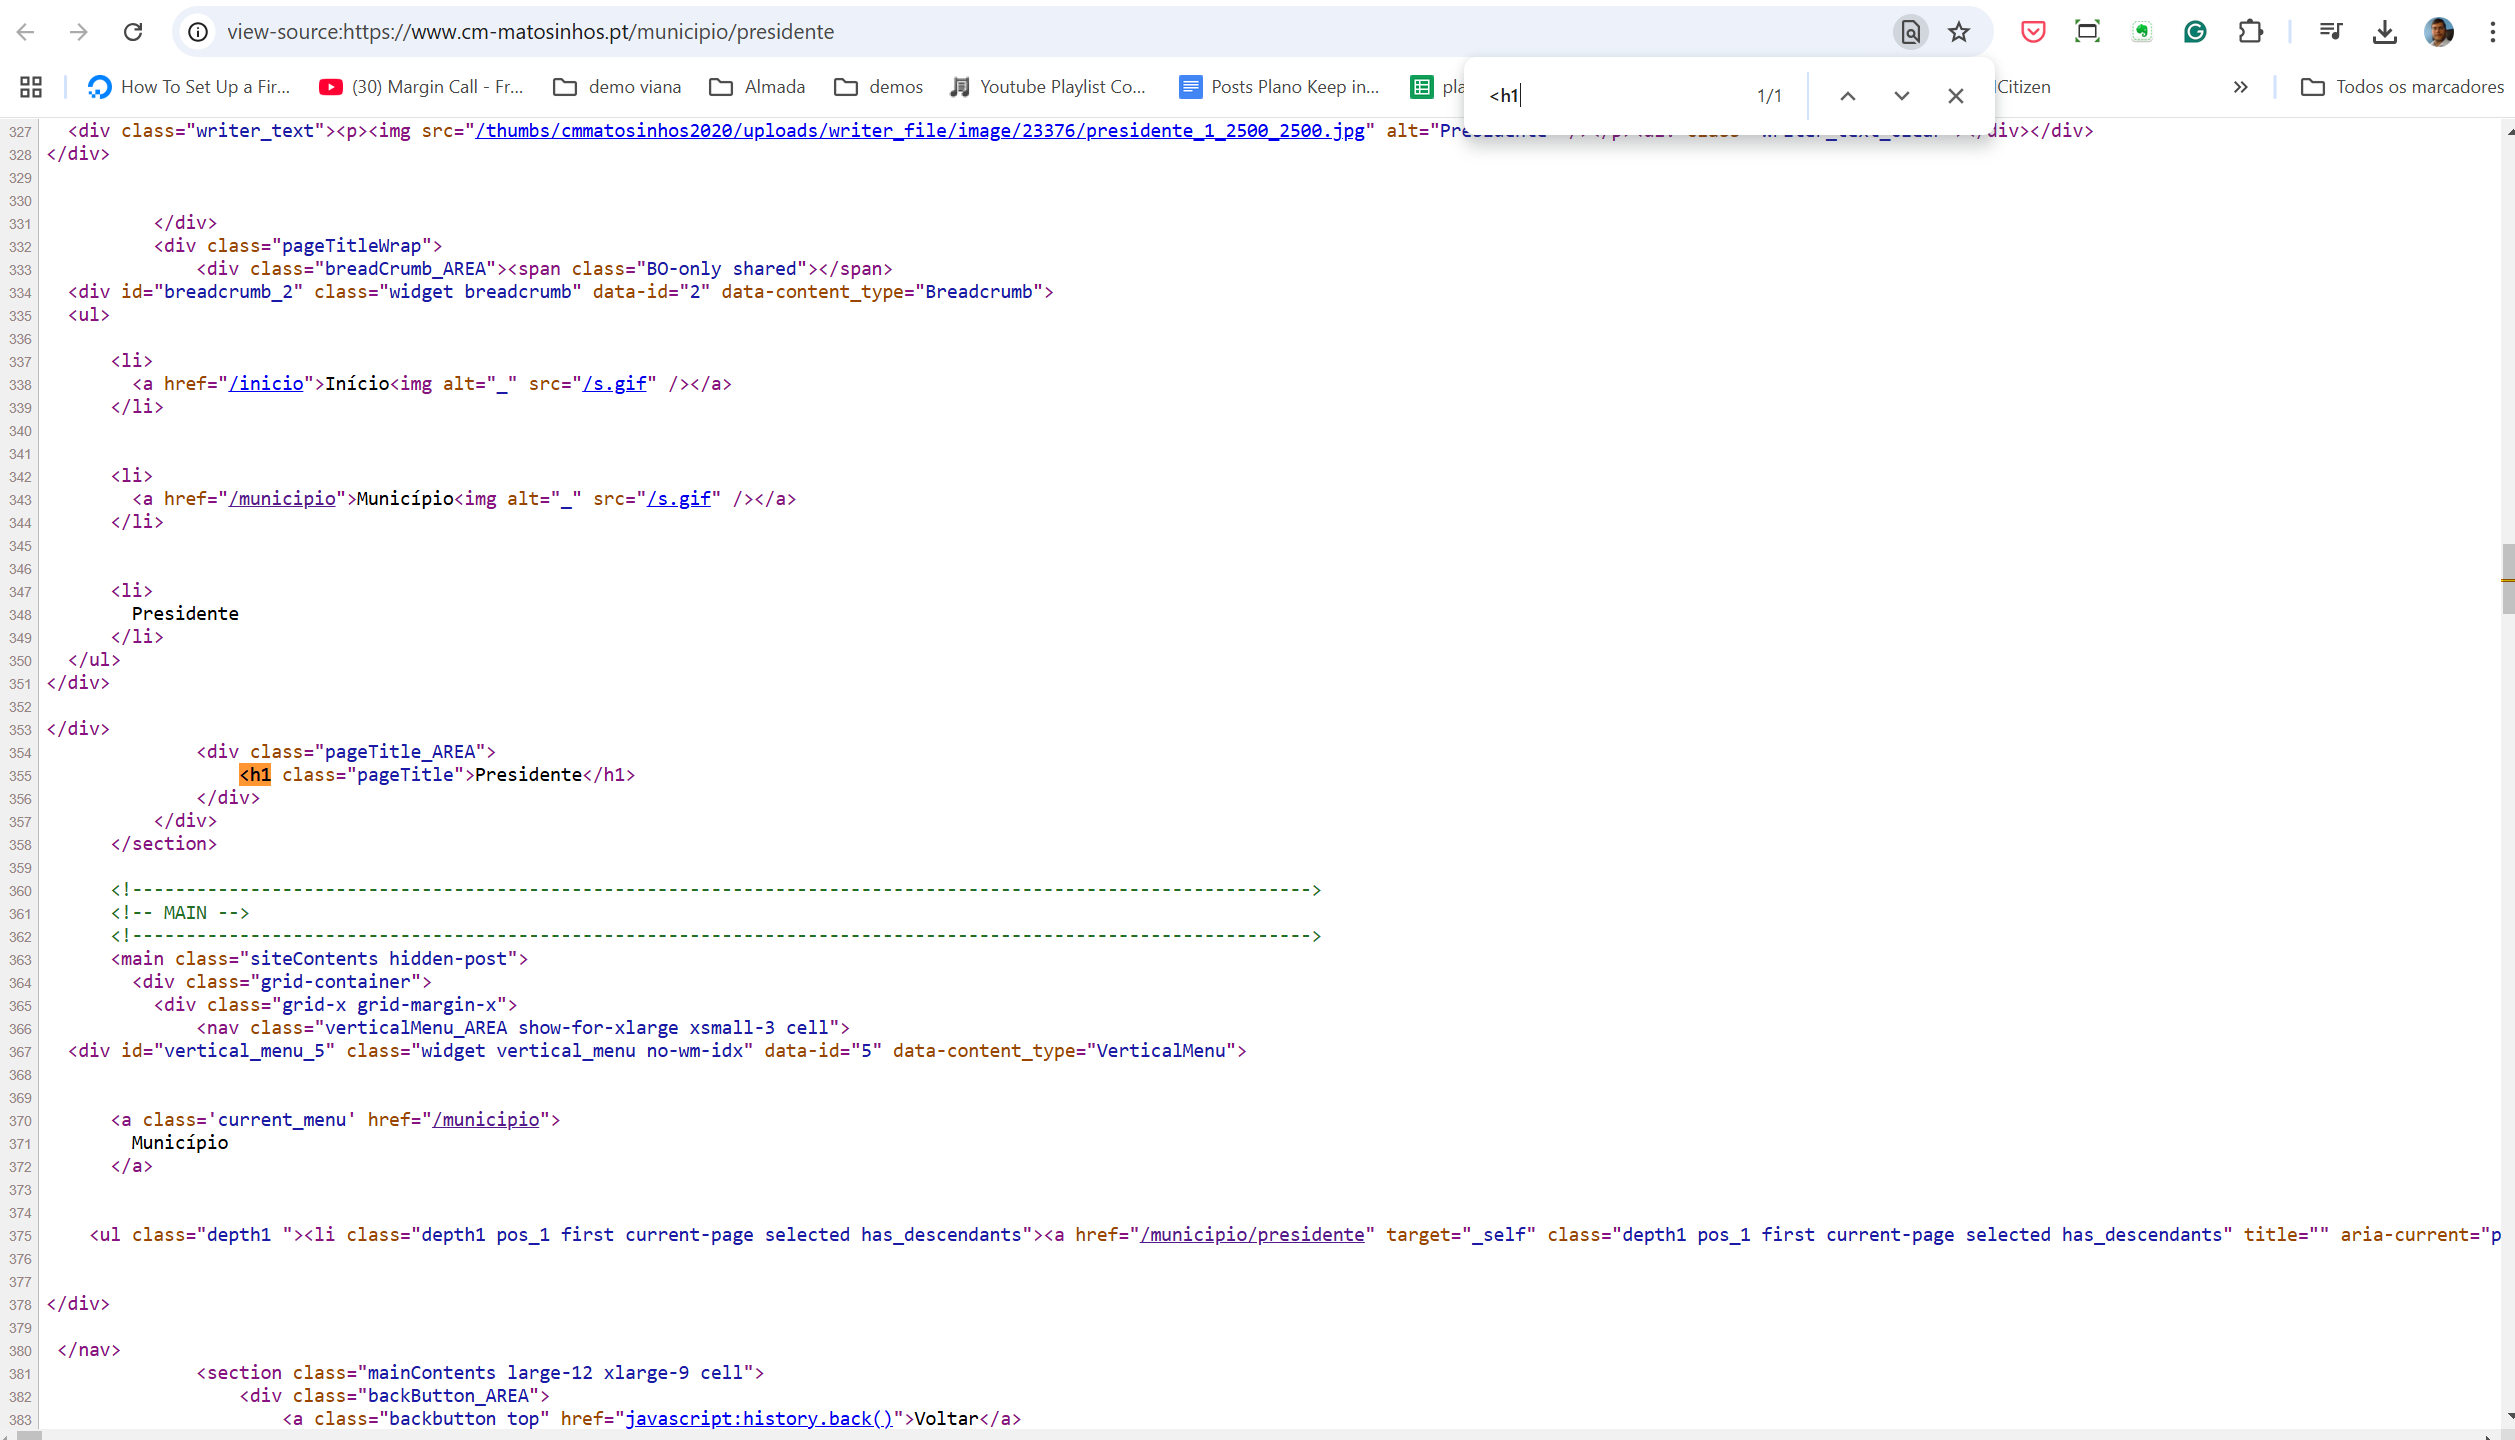 view-source:https://www.cm-matosinhos.pt/municipio/presidente
How To Set Up a Fir... (30) Margin Call - Fr... demo viana Almada demos Youtube Playlist Co... Posts Plano Keep in... pla Citizen » Todos os marcadores
<h1 1/1
327 <div class="writer_text"><p><img src="/thumbs/cmmatosinhos2020/uploads/writer_file/image/23376/presidente_1_2500_2500.jpg" alt="Presidente" /></p><div class="writer_text_clear"></div></div>
328 </div>
329
330
331 </div>
332 <div class="pageTitleWrap">
333 <div class="breadCrumb_AREA"><span class="BO-only shared"></span>
334 <div id="breadcrumb_2" class="widget breadcrumb" data-id="2" data-content_type="Breadcrumb">
335 <ul>
336
337 <li>
338 <a href="/inicio">Início<img alt="_" src="/s.gif" /></a>
339 </li>
340
341
342 <li>
343 <a href="/municipio">Município<img alt="_" src="/s.gif" /></a>
344 </li>
345
346
347 <li>
348 Presidente
349 </li>
350 </ul>
351 </div>
352
353 </div>
354 <div class="pageTitle_AREA">
355 <h1 class="pageTitle">Presidente</h1>
356 </div>
357 </div>
358 </section>
359
360 <!-------------------------------------------------------------------------------------------------------------->
361 <!-- MAIN -->
362 <!-------------------------------------------------------------------------------------------------------------->
363 <main class="siteContents hidden-post">
364 <div class="grid-container">
365 <div class="grid-x grid-margin-x">
366 <nav class="verticalMenu_AREA show-for-xlarge xsmall-3 cell">
367 <div id="vertical_menu_5" class="widget vertical_menu no-wm-idx" data-id="5" data-content_type="VerticalMenu">
368
369
370 <a class='current_menu' href="/municipio">
371 Município
372 </a>
373
374
375 <ul class="depth1 "><li class="depth1 pos_1 first current-page selected has_descendants"><a href="/municipio/presidente" target="_self" class="depth1 pos_1 first current-page selected has_descendants" title="" aria-current="p
376
377
378 </div>
379
380 </nav>
381 <section class="mainContents large-12 xlarge-9 cell">
382 <div class="backButton_AREA">
383 <a class="backbutton top" href="javascript:history.back()">Voltar</a>